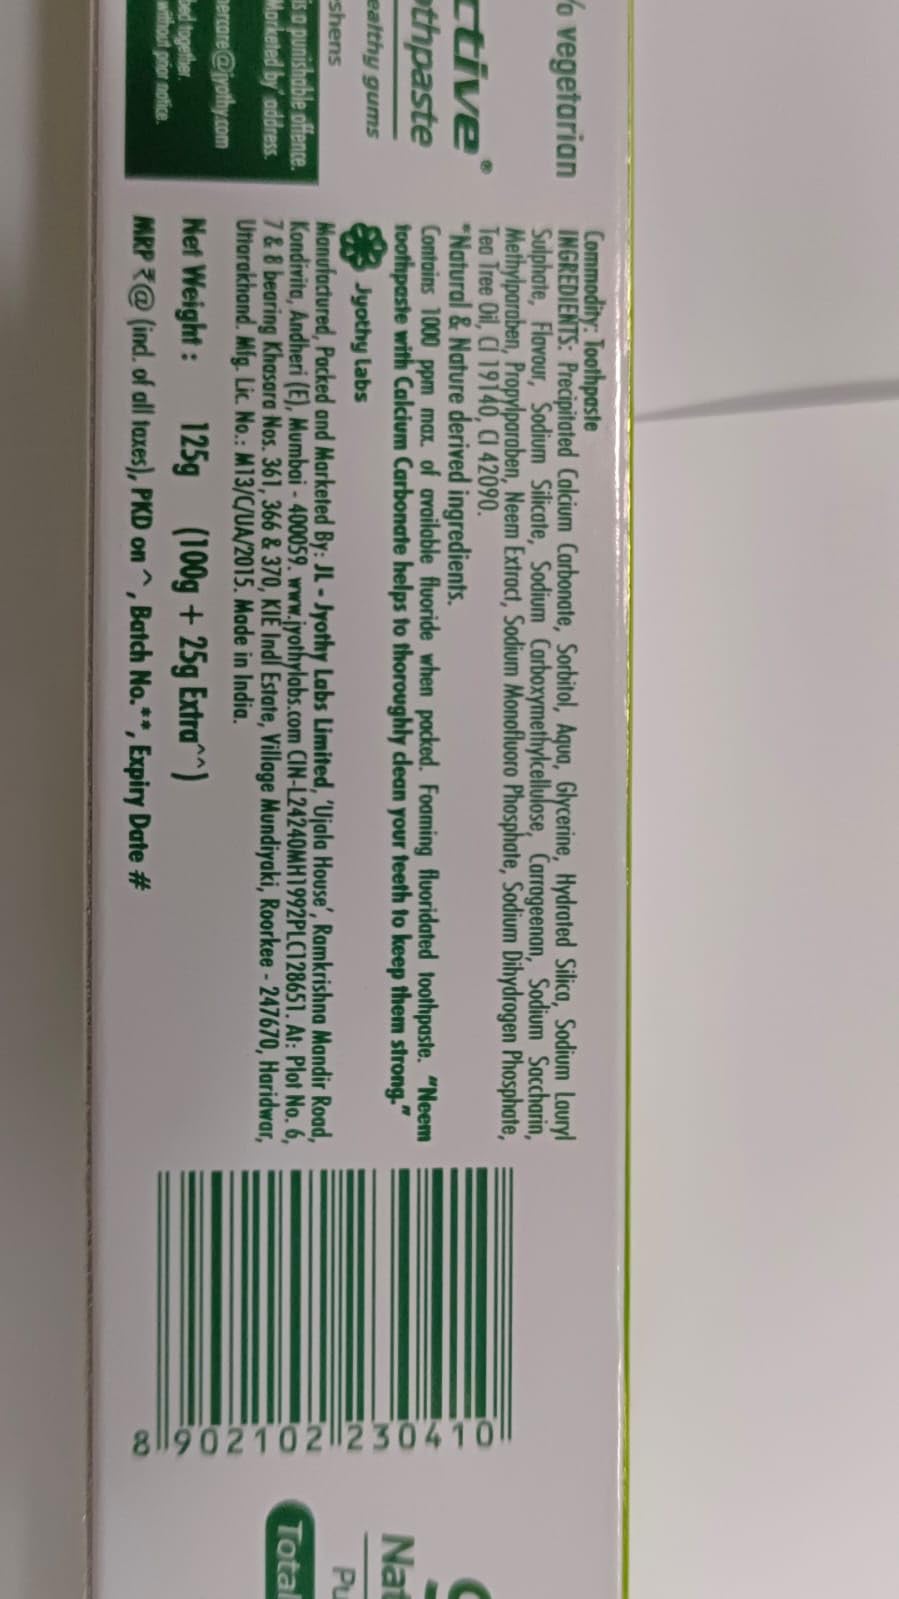 % vegetarian
ctive®
othpaste
ealthy gums
shens
is a punishable offence.
Marketed by' address.
percare@jyothy.com
ed together.
without prior notice.
Commodity: Toothpaste
INGREDIENTS: Precipitated Calcium Carbonate, Sorbitol, Aqua, Glycerine, Hydrated Silica, Sodium Lauryl
Sulphate, Flavour, Sodium Silicate, Sodium Carboxymethylcellulose, Carrageenan, Sodium Saccharin,
Methylparaben, Propylparaben, Neem Extract, Sodium Monofluoro Phosphate, Sodium Dihydrogen Phosphate,
Tea Tree Oil, CI 19140, CI 42090.
*Natural & Nature derived ingredients.
Contains 1000 ppm max. of available fluoride when packed. Foaming fluoridated toothpaste. "Neem
toothpaste with Calcium Carbonate helps to thoroughly clean your teeth to keep them strong."
Jyothy Labs
Manufactured, Packed and Marketed By: JL - Jyothy Labs Limited, 'Ujala House', Ramkrishna Mandir Road,
Kondivita, Andheri (E), Mumbai - 400059. www.jyothylabs.com CIN-L24240MH1992PLC128651. At: Plot No. 6,
7 & 8 bearing Khasara Nos. 361, 366 & 370, KIE Indl Estate, Village Mundiyaki, Roorkee - 247670, Haridwar,
Uttarakhand. Mfg. Lic. No.: M13/C/UA/2015. Made in India.
Net Weight : 125g (100g + 25g Extra^^)
MRP ₹@ (incl. of all taxes), PKD on ^, Batch No.**, Expiry Date #
8 902102 230410
Nat
Pu
Total